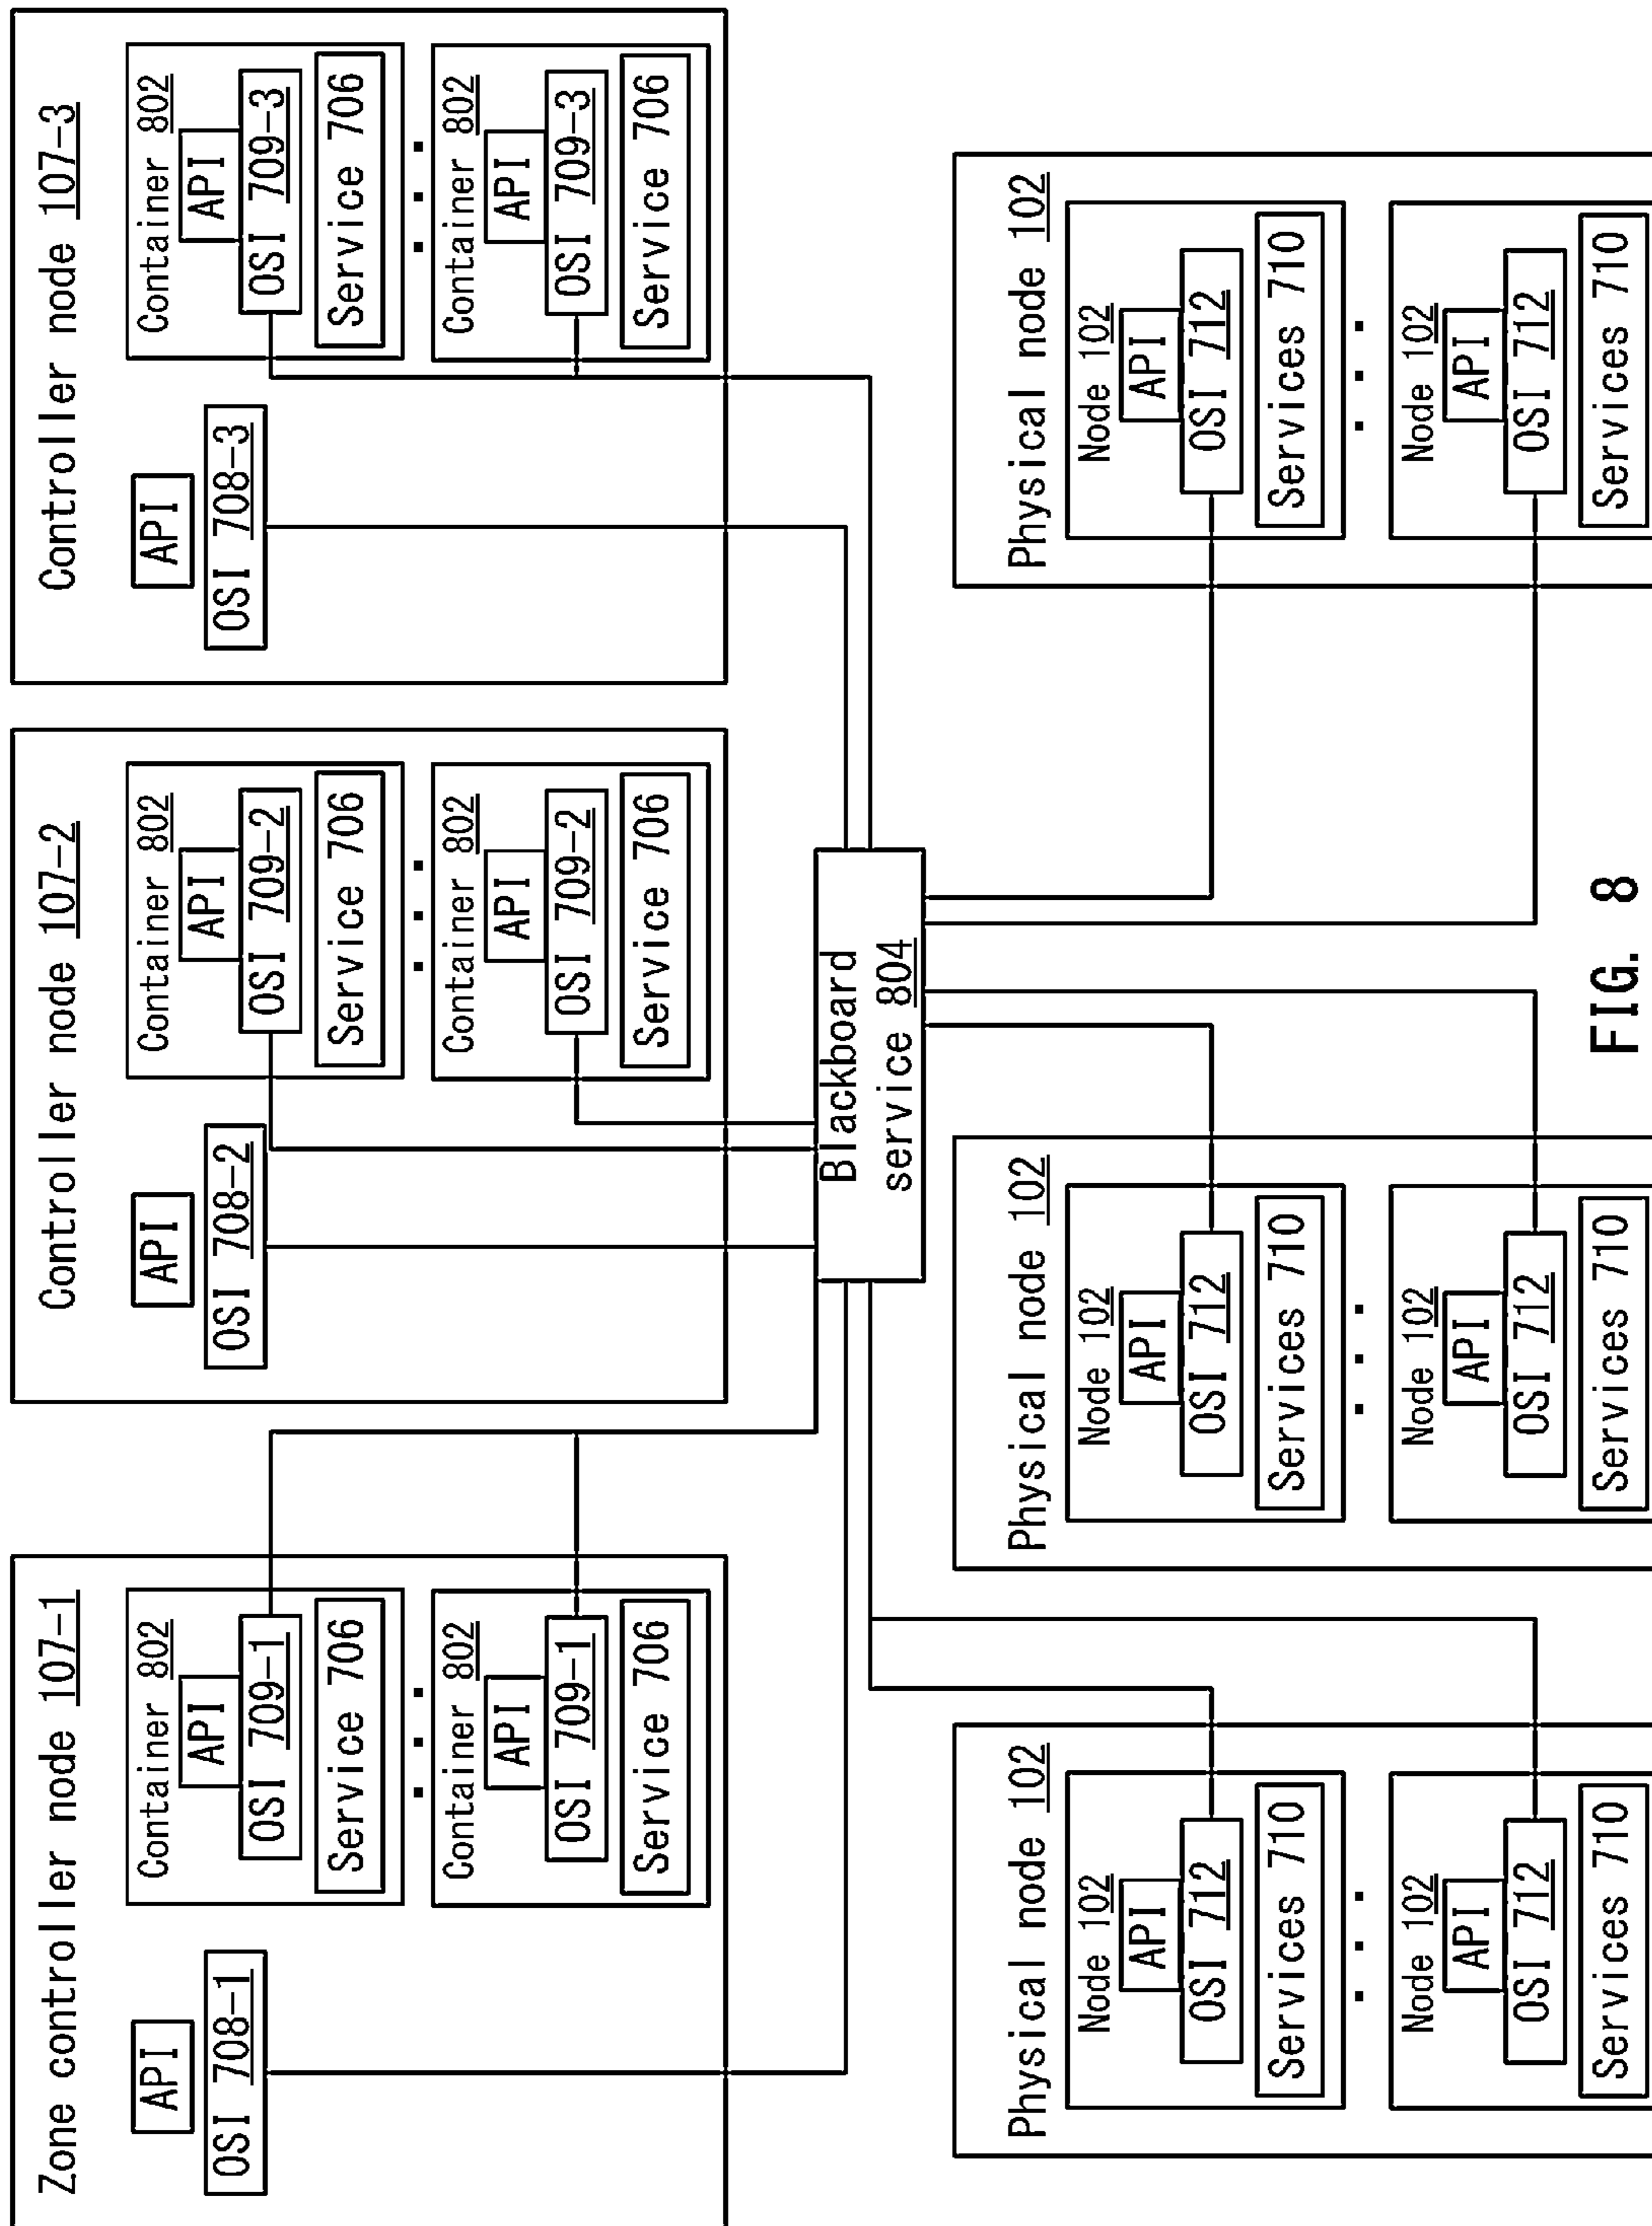 Zone controller node 107-1
API
OSI 708-1
Container 802
API
OSI 709-1
Service 706
Container 802
API
OSI 709-1
Service 706
Controller node 107-2
API
OSI 708-2
Container 802
API
OSI 709-2
Service 706
Container 802
API
OSI 709-2
Service 706
Controller node 107-3
API
OSI 708-3
Container 802
API
OSI 709-3
Service 706
Container 802
API
OSI 709-3
Service 706
Blackboard
service 804
Physical node 102
Node 102
API
OSI 712
Services 710
Node 102
API
OSI 712
Services 710
Physical node 102
Node 102
API
OSI 712
Services 710
Node 102
API
OSI 712
Services 710
Physical node 102
Node 102
API
OSI 712
Services 710
Node 102
API
OSI 712
Services 710
FIG. 8